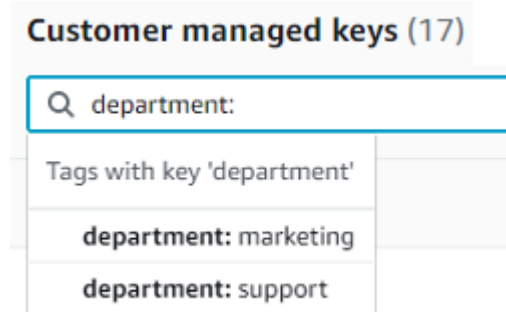 Customer managed keys (17)
department:
Tags with key 'department'
department: marketing
department: support